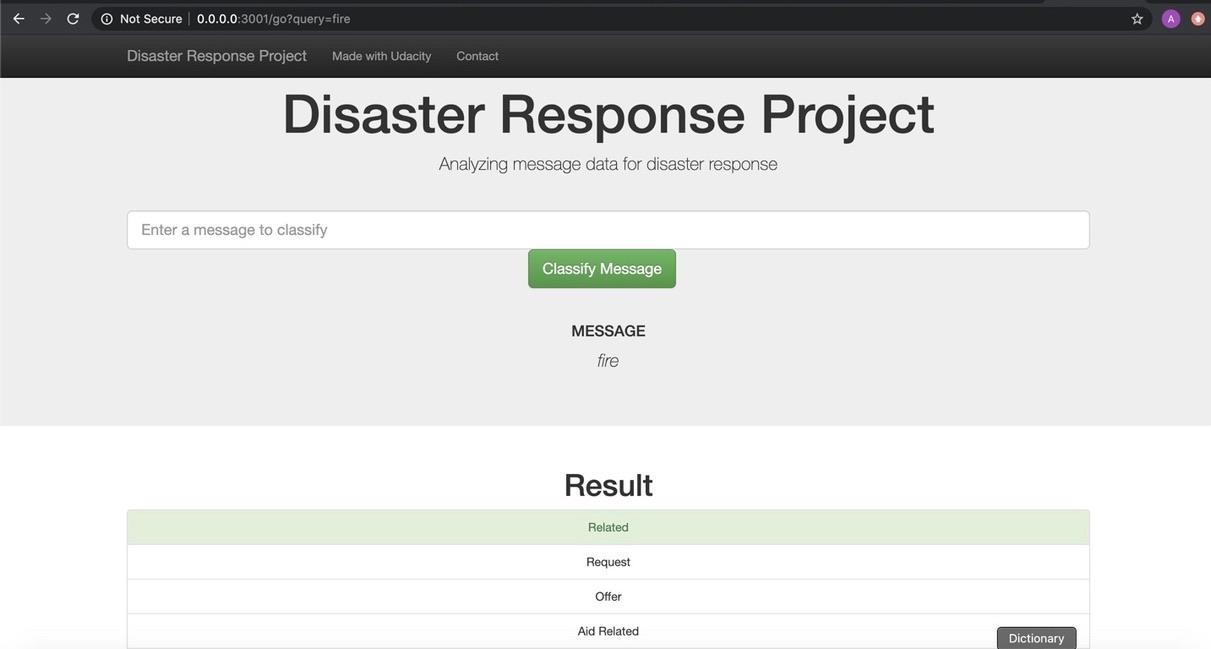 Not Secure 0.0.0.0:3001/go?query=fire
A
Disaster Response Project Made with Udacity Contact
Disaster Response Project
Analyzing message data for disaster response
Enter a message to classify
Classify Message
MESSAGE
fire
Result
Related
Request
Offer
Aid Related
Dictionary